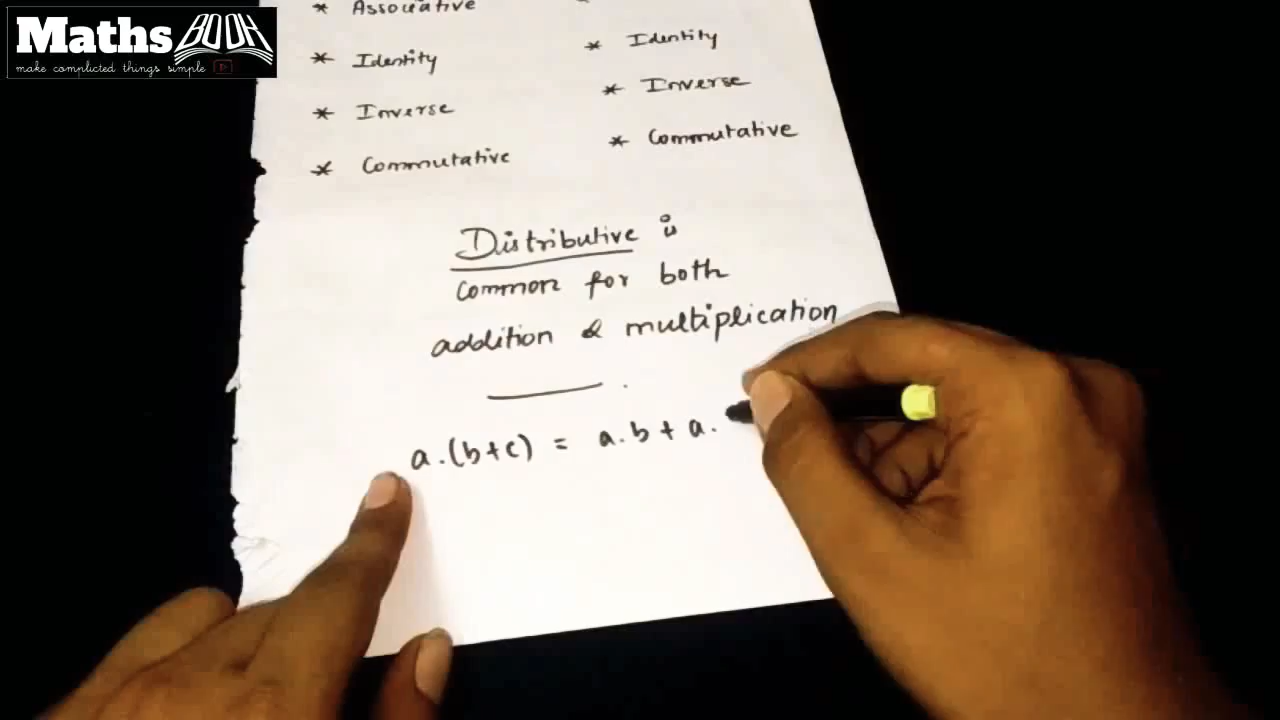 Maths BOOK
make complicted things simple
* Associative
* Identity
* Identity
* Inverse
* Inverse
* Commutative
* Commutative
Distributive is
common for both
addition & multiplication
a.(b+c) = a.b + a.